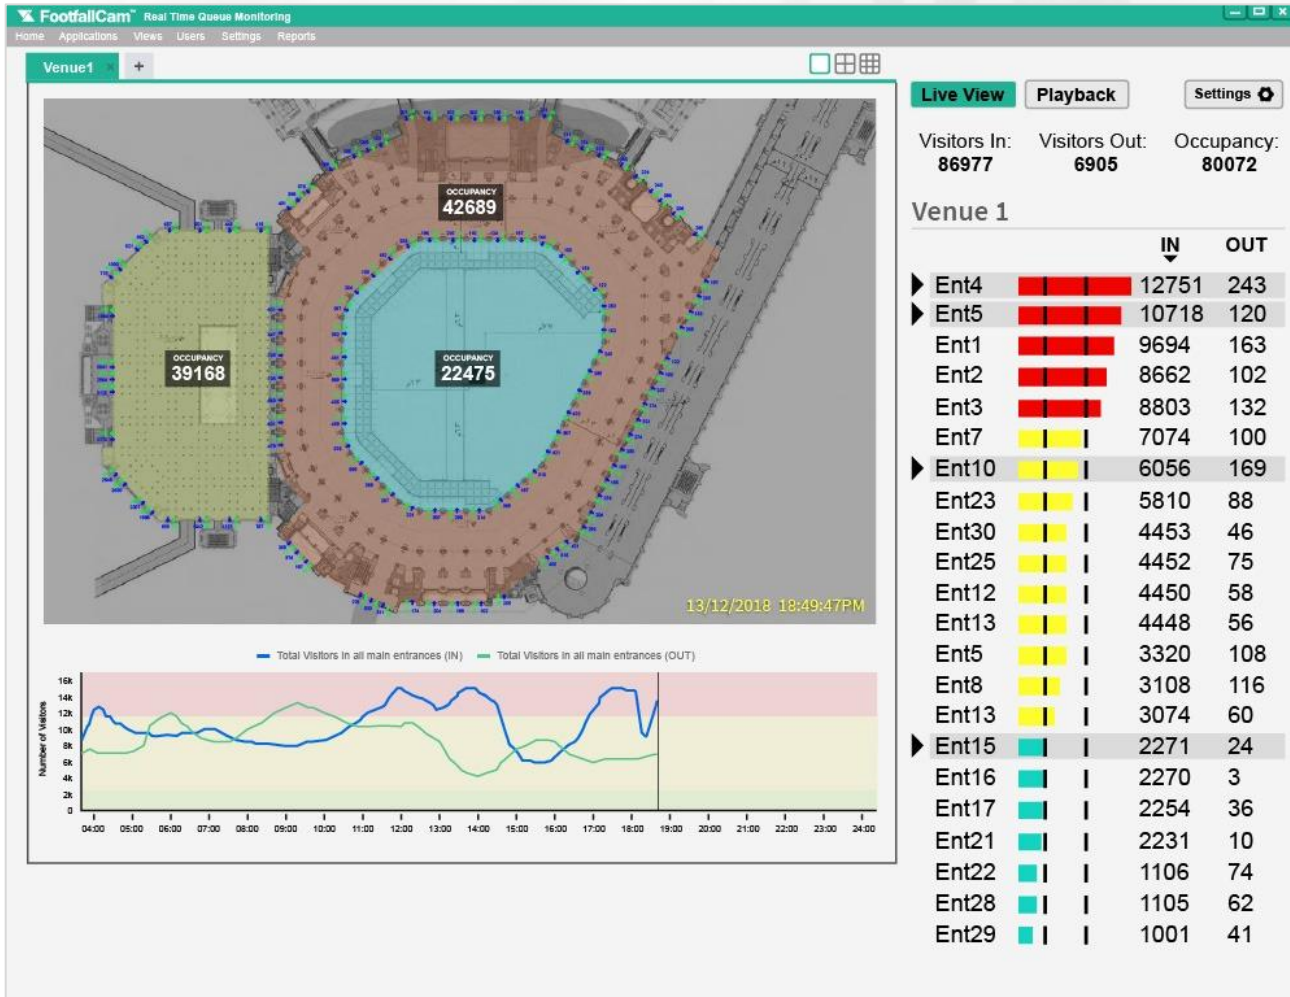 FootfallCam™ Real Time Queue Monitoring
Home Applications Views Users Settings Reports
Venue1 × +
Live View Playback Settings
Visitors In: Visitors Out: Occupancy:
86977 6905 80072
Venue 1
IN OUT
Ent4 12751 243
Ent5 10718 120
Ent1 9694 163
Ent2 8662 102
Ent3 8803 132
Ent7 7074 100
Ent10 6056 169
Ent23 5810 88
Ent30 4453 46
Ent25 4452 75
Ent12 4450 58
Ent13 4448 56
Ent5 3320 108
Ent8 3108 116
Ent13 3074 60
Ent15 2271 24
Ent16 2270 3
Ent17 2254 36
Ent21 2231 10
Ent22 1106 74
Ent28 1105 62
Ent29 1001 41
OCCUPANCY
42689
OCCUPANCY
39168
OCCUPANCY
22475
13/12/2018 18:49:47PM
Total Visitors in all main entrances (IN) Total Visitors in all main entrances (OUT)
Number of Visitors
16k
14k
12k
10k
8k
6k
4k
2k
0
04:00 05:00 06:00 07:00 08:00 09:00 10:00 11:00 12:00 13:00 14:00 15:00 16:00 17:00 18:00 19:00 20:00 21:00 22:00 23:00 24:00